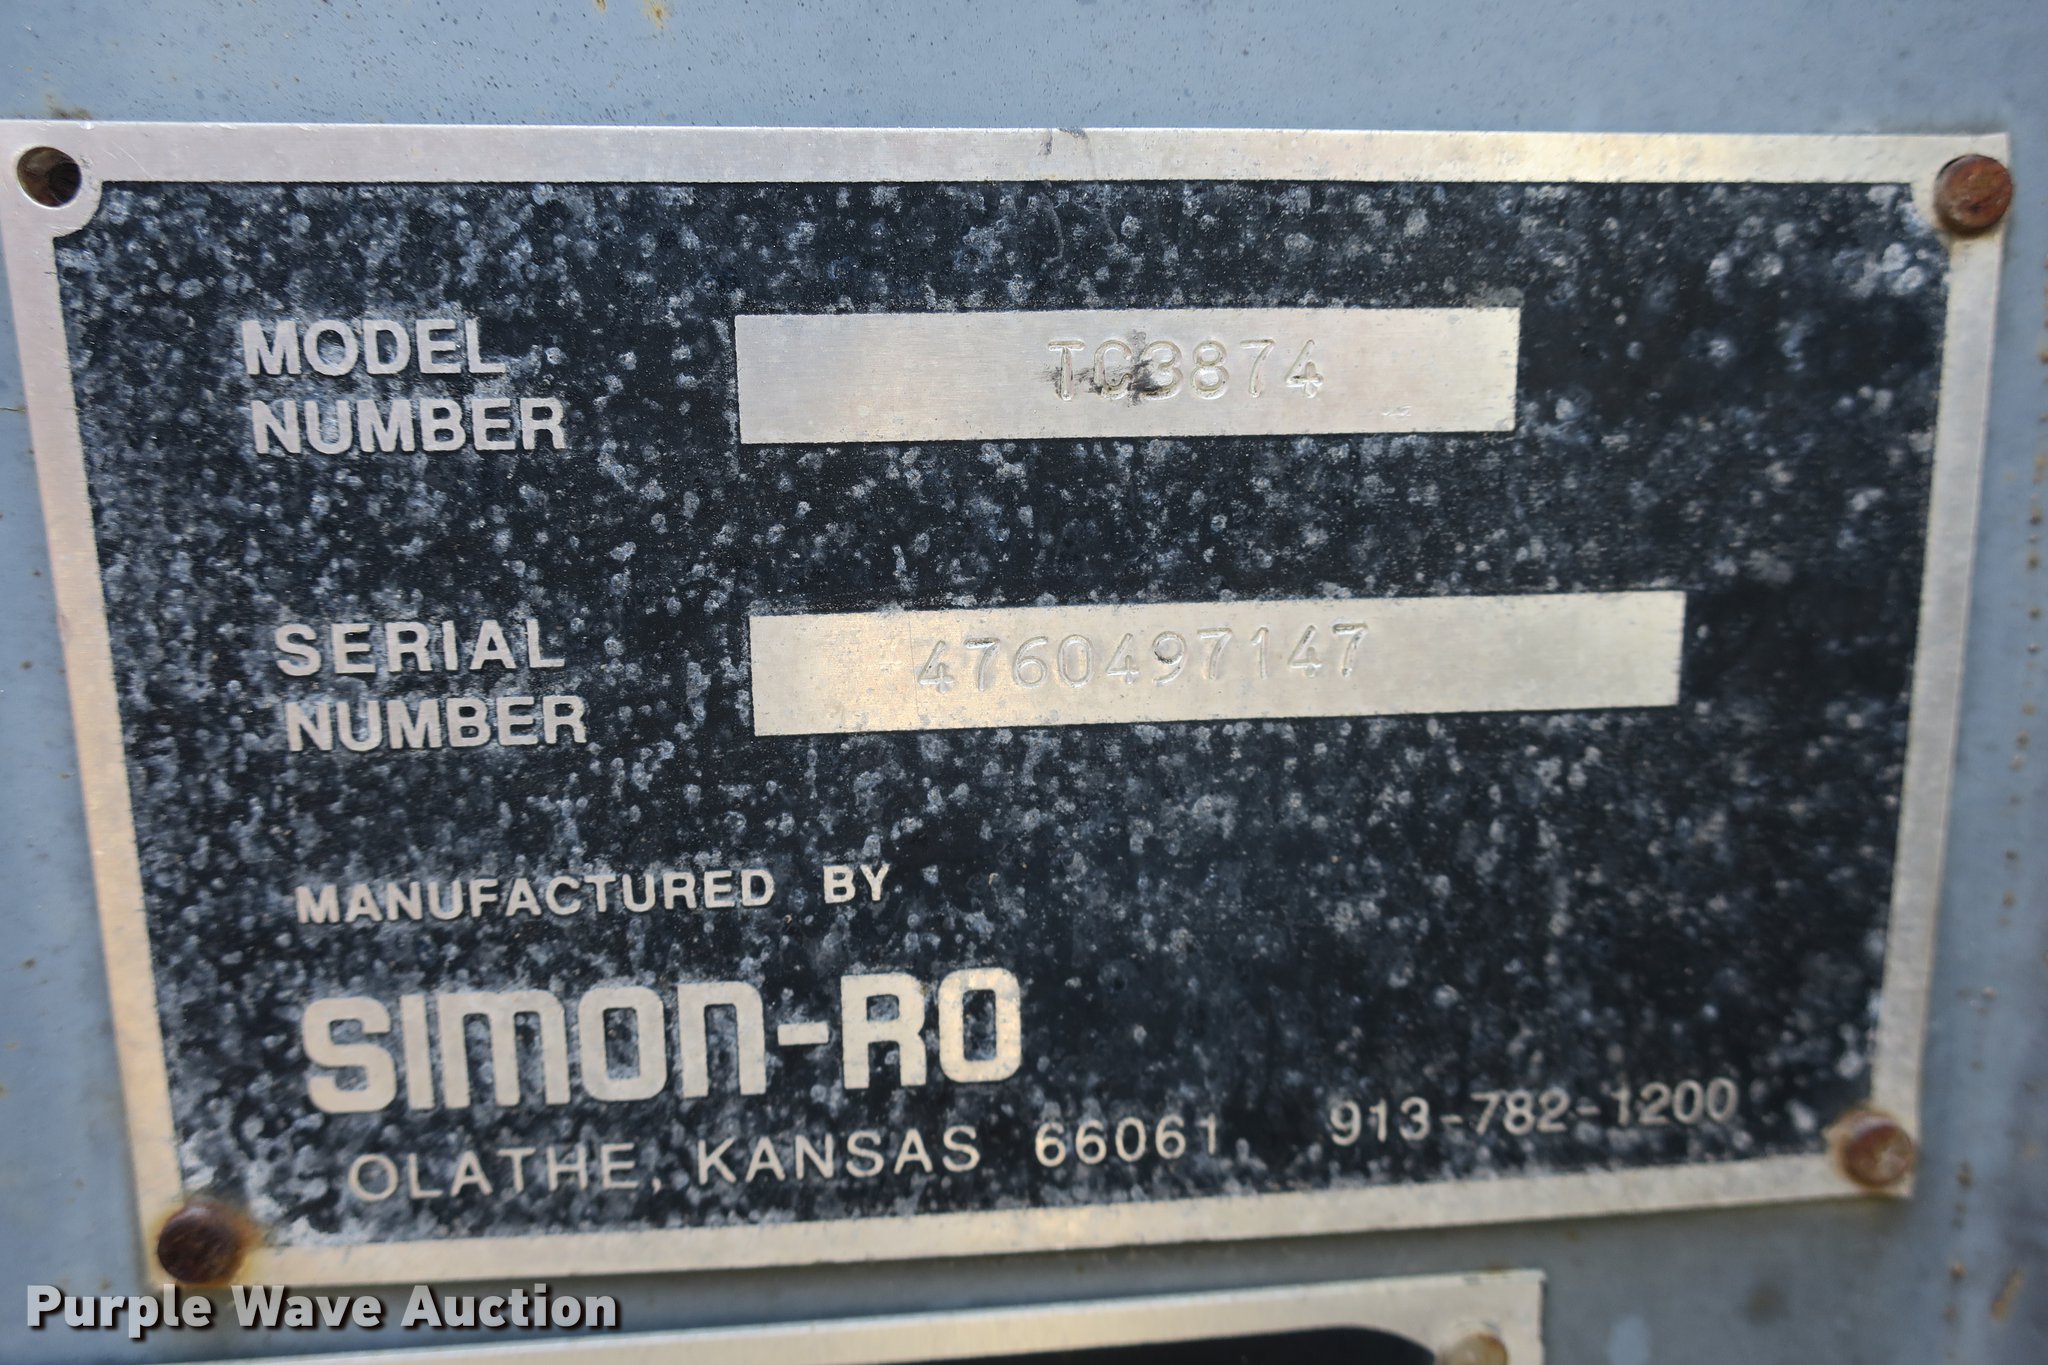 MODEL
NUMBER
TC3874
SERIAL
NUMBER
4760497147
MANUFACTURED BY
SIMON-RO
OLATHE, KANSAS 66061 913-782-1200
Purple Wave Auction